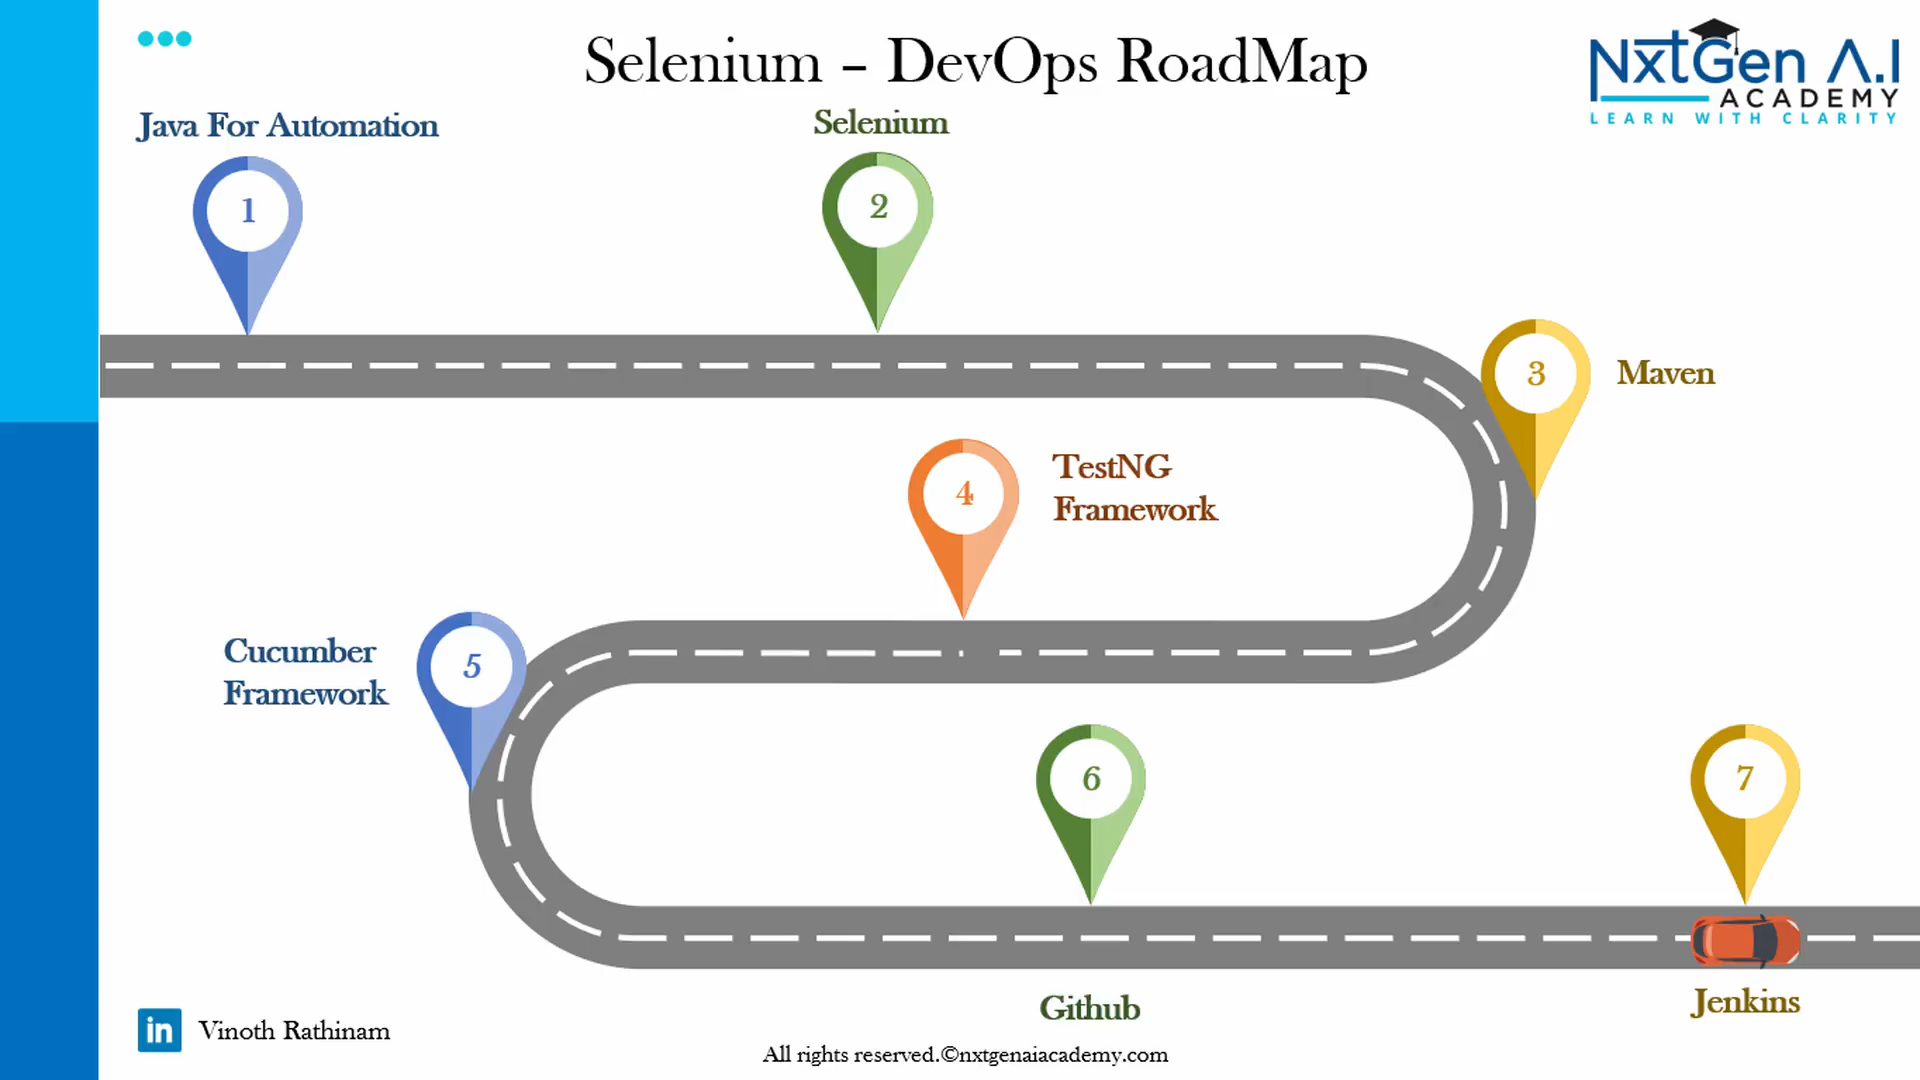 Selenium – DevOps RoadMap
NxtGen A.I
ACADEMY
LEARN WITH CLARITY
Java For Automation
1
Selenium
2
3
Maven
4
TestNG
Framework
Cucumber
Framework
5
6
7
Github
Jenkins
in
Vinoth Rathinam
All rights reserved.©nxtgenaiacademy.com